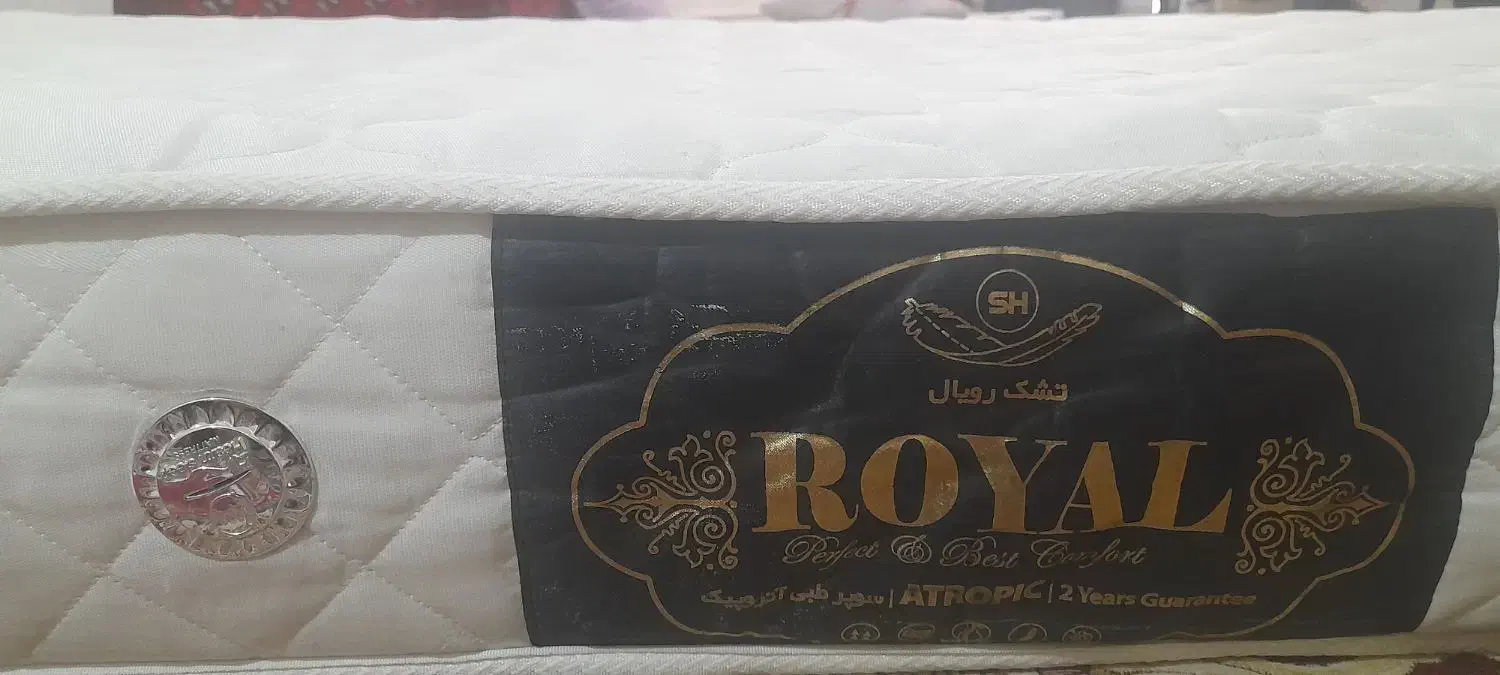 SH
تشک رویال
ROYAL
Perfect & Best Comfort
سوپر طبی آتروپیک | ATROPIC | 2 Years Guarantee